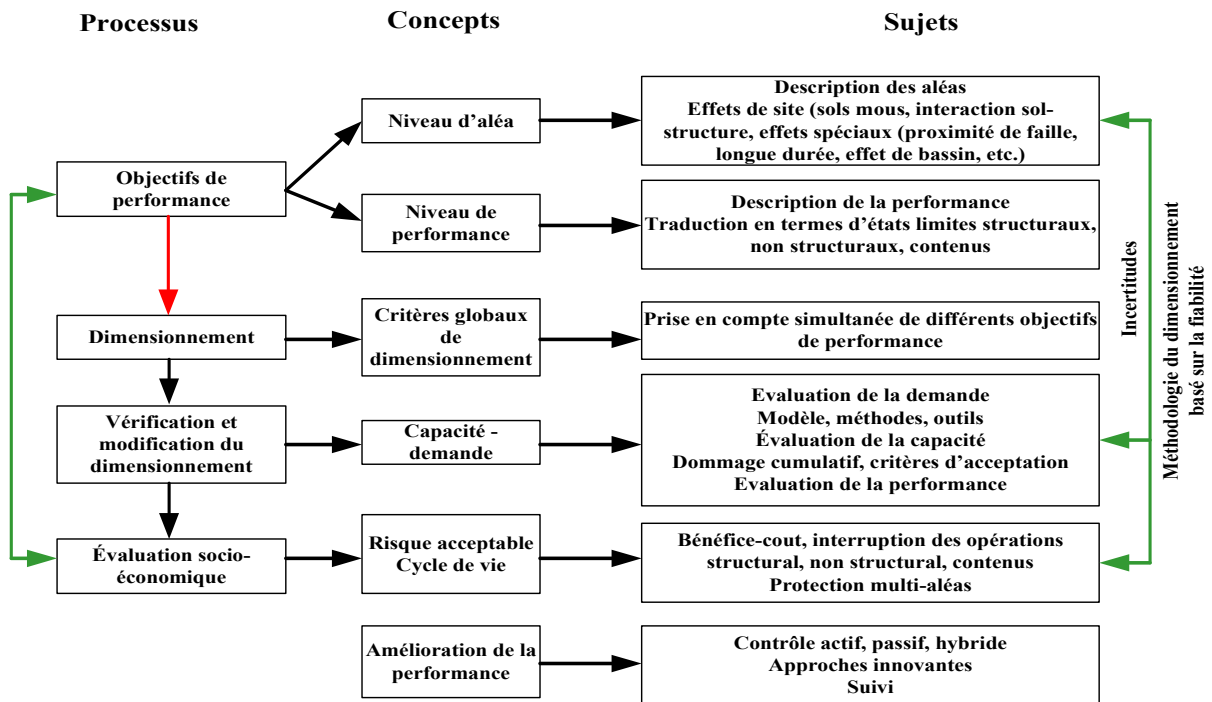 Processus
Concepts
Sujets
Objectifs de
performance
Niveau d'aléa
Description des aléas
Effets de site (sols mous, interaction sol-
structure, effets spéciaux (proximité de faille,
longue durée, effet de bassin, etc.)
Niveau de
performance
Description de la performance
Traduction en termes d'états limites structuraux,
non structuraux, contenus
Dimensionnement
Critères globaux
de
dimensionnement
Prise en compte simultanée de différents objectifs
de performance
Vérification et
modification du
dimensionnement
Capacité -
demande
Evaluation de la demande
Modèle, méthodes, outils
Évaluation de la capacité
Dommage cumulatif, critères d'acceptation
Evaluation de la performance
Évaluation socio-
économique
Risque acceptable
Cycle de vie
Bénéfice-cout, interruption des opérations
structural, non structural, contenus
Protection multi-aléas
Amélioration de la
performance
Contrôle actif, passif, hybride
Approches innovantes
Suivi
Incertitudes
Méthodologie du dimensionnement
basé sur la fiabilité